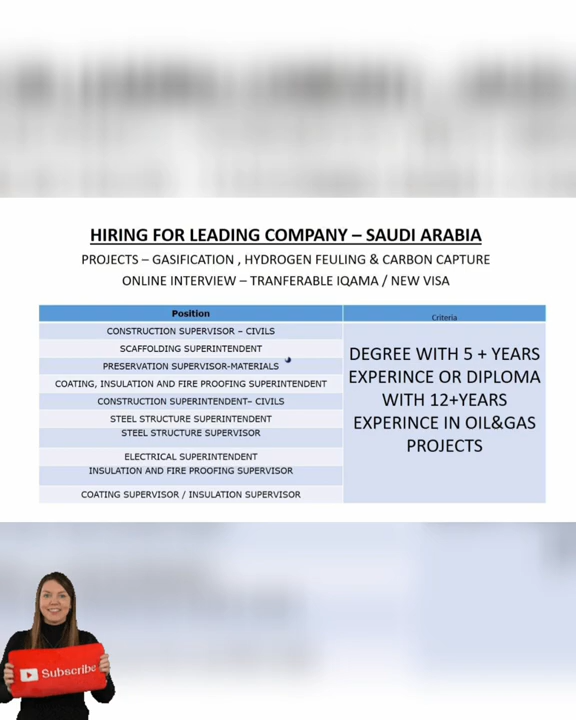 HIRING FOR LEADING COMPANY – SAUDI ARABIA
PROJECTS – GASIFICATION , HYDROGEN FEULING & CARBON CAPTURE
ONLINE INTERVIEW – TRANFERABLE IQAMA / NEW VISA
Position
CONSTRUCTION SUPERVISOR – CIVILS
SCAFFOLDING SUPERINTENDENT
PRESERVATION SUPERVISOR-MATERIALS
COATING, INSULATION AND FIRE PROOFING SUPERINTENDENT
CONSTRUCTION SUPERINTENDENT– CIVILS
STEEL STRUCTURE SUPERINTENDENT
STEEL STRUCTURE SUPERVISOR
ELECTRICAL SUPERINTENDENT
INSULATION AND FIRE PROOFING SUPERVISOR
COATING SUPERVISOR / INSULATION SUPERVISOR
Criteria
DEGREE WITH 5 + YEARS
EXPERINCE OR DIPLOMA
WITH 12+YEARS
EXPERINCE IN OIL&GAS
PROJECTS
Subscribe